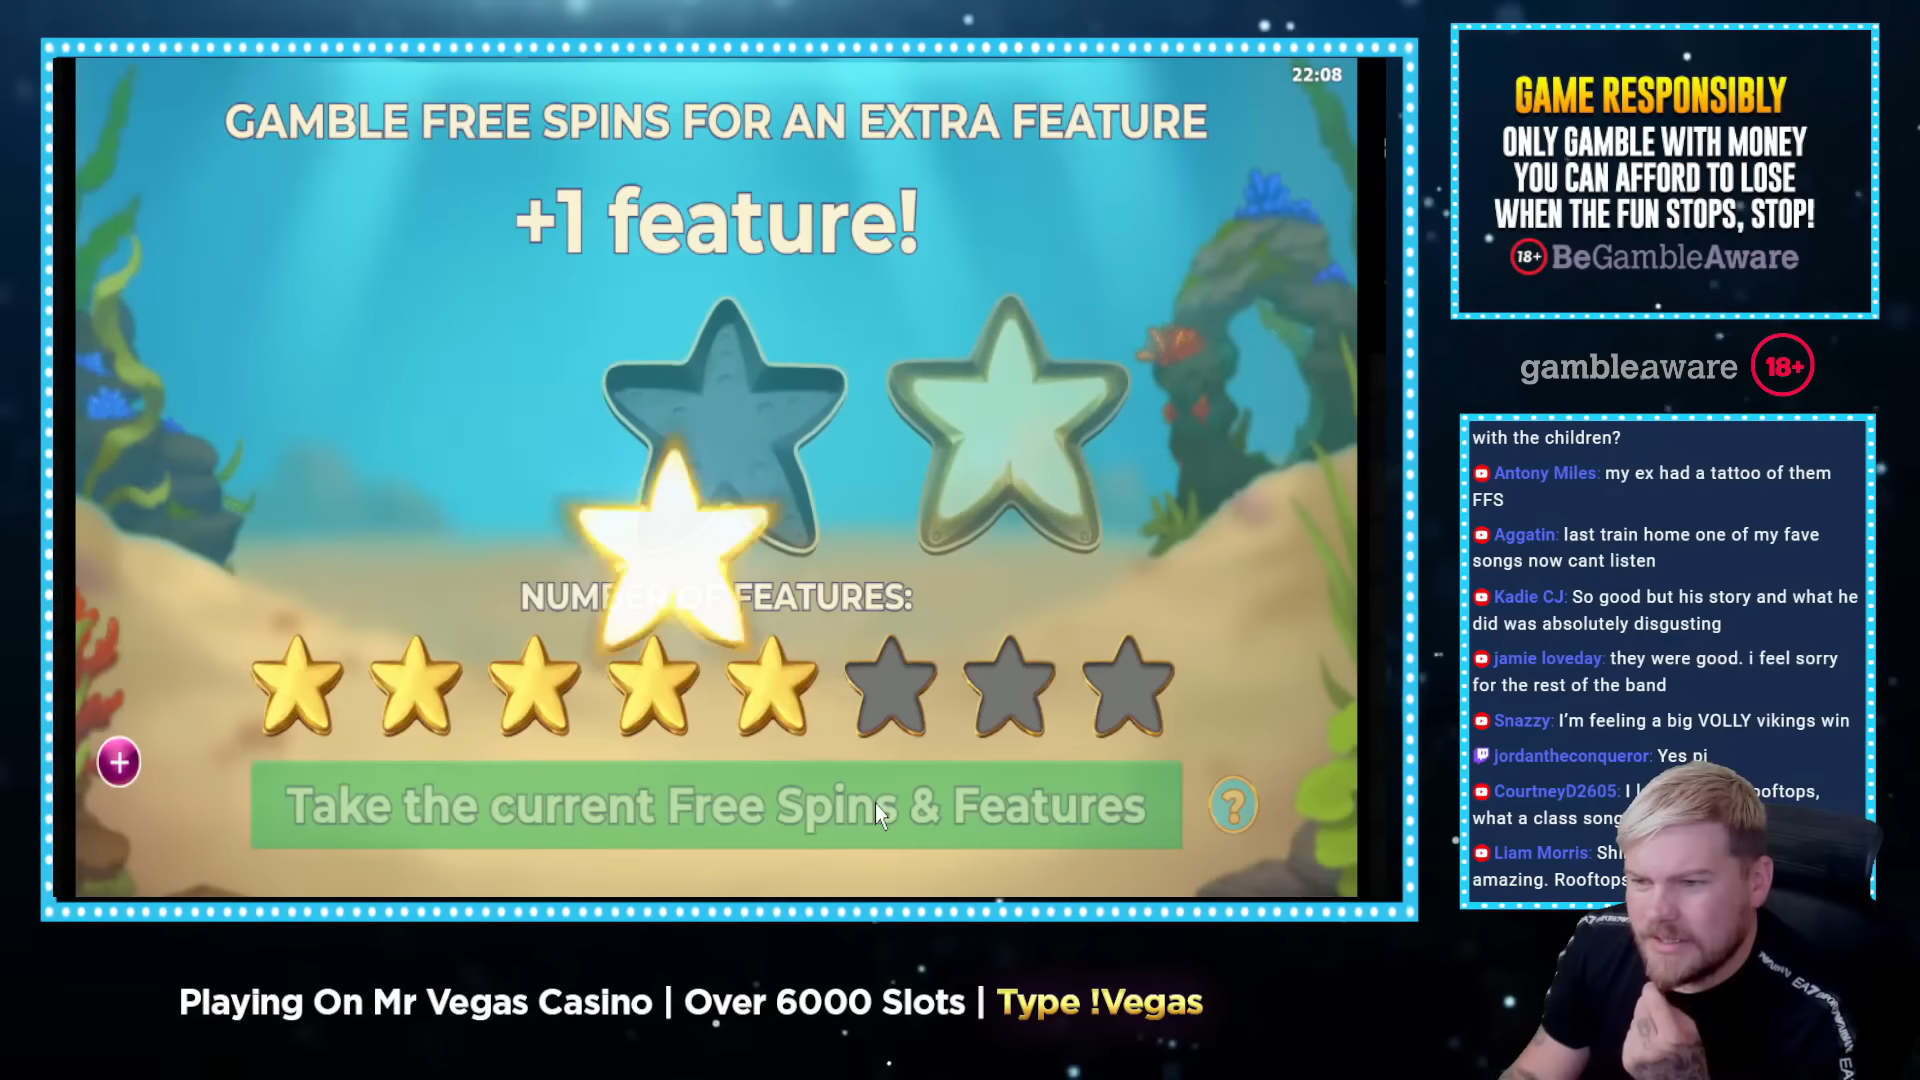 22:08
GAMBLE FREE SPINS FOR AN EXTRA FEATURE
+1 feature!
NUMBER OF FEATURES:
Take the current Free Spins & Features
?
Playing On Mr Vegas Casino | Over 6000 Slots | Type !Vegas
GAME RESPONSIBLY
ONLY GAMBLE WITH MONEY
YOU CAN AFFORD TO LOSE
WHEN THE FUN STOPS, STOP!
18+ BeGambleAware
gambleaware 18+
with the children?
Antony Miles: my ex had a tattoo of them
FFS
Aggatin: last train home one of my fave
songs now cant listen
Kadie CJ: So good but his story and what he
did was absolutely disgusting
jamie loveday: they were good. i feel sorry
for the rest of the band
Snazzy: I'm feeling a big VOLLY vikings win
jordantheconqueror: Yes pj
CourtneyD2605: I
what a class song
Liam Morris:
amazing. Rooftops
EA7